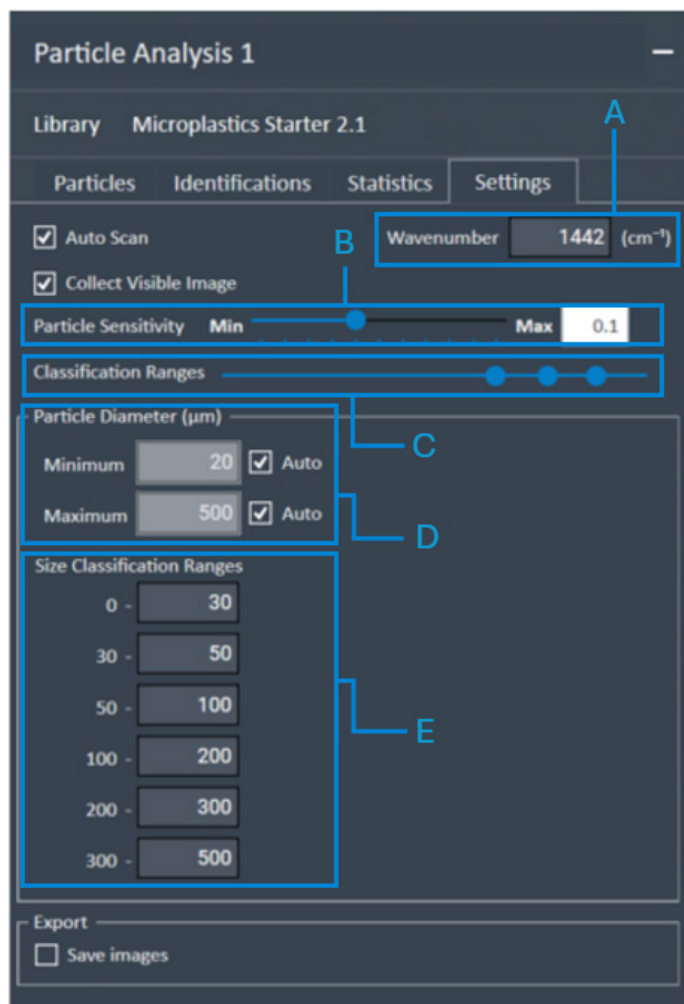 Particle Analysis 1
Library Microplastics Starter 2.1
A
Particles Identifications Statistics Settings
Auto Scan
B
Wavenumber 1442 (cm⁻¹)
Collect Visible Image
Particle Sensitivity Min Max 0.1
Classification Ranges
Particle Diameter (µm)
C
Minimum 20 Auto
Maximum 500 Auto
D
Size Classification Ranges
0 - 30
30 - 50
50 - 100
E
100 - 200
200 - 300
300 - 500
Export
Save images